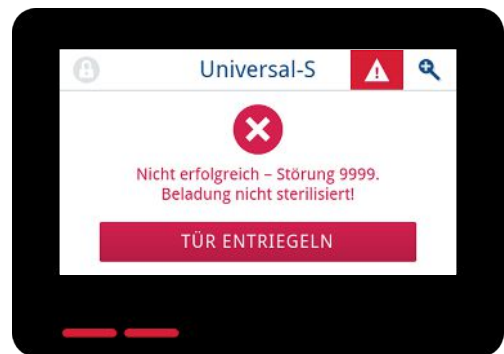 Universal-S
Nicht erfolgreich – Störung 9999.
Beladung nicht sterilisiert!
TÜR ENTRIEGELN